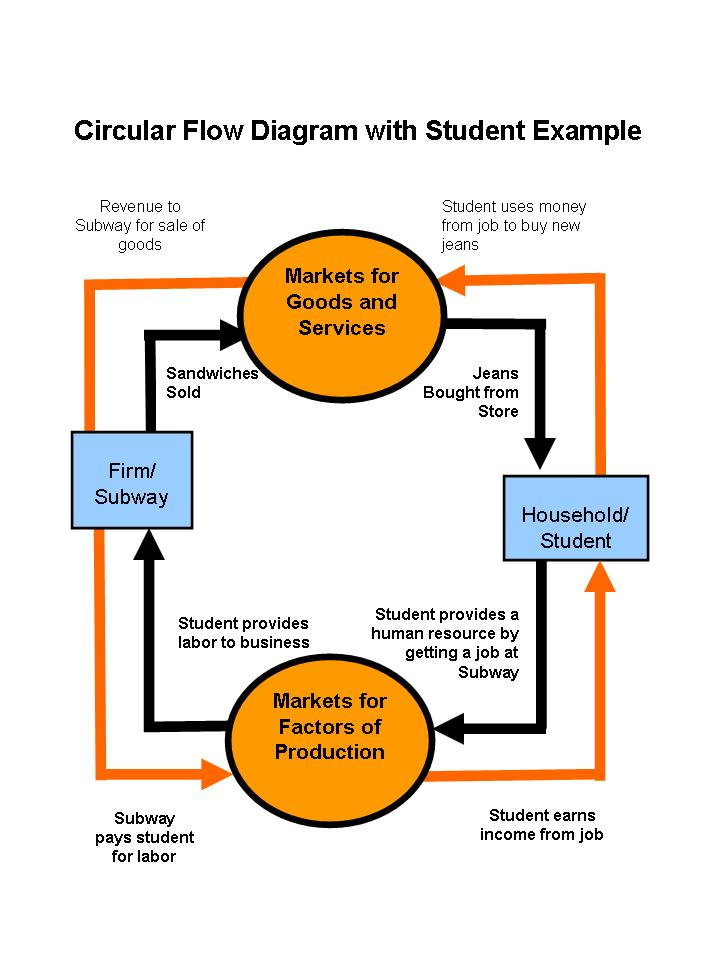 Circular Flow Diagram with Student Example
Revenue to
Subway for sale of
goods
Student uses money
from job to buy new
jeans
Markets for
Goods and
Services
Sandwiches
Sold
Jeans
Bought from
Store
Firm/
Subway
Household/
Student
Student provides
labor to business
Student provides a
human resource by
getting a job at
Subway
Markets for
Factors of
Production
Subway
pays student
for labor
Student earns
income from job